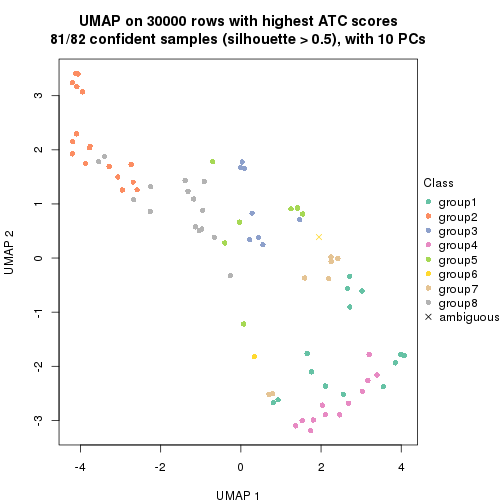 UMAP on 30000 rows with highest ATC scores
81/82 confident samples (silhouette > 0.5), with 10 PCs
3
2
1
0
-1
-2
-3
UMAP 2
-4
-2
0
2
4
UMAP 1
Class
group1
group2
group3
group4
group5
group6
group7
group8
ambiguous